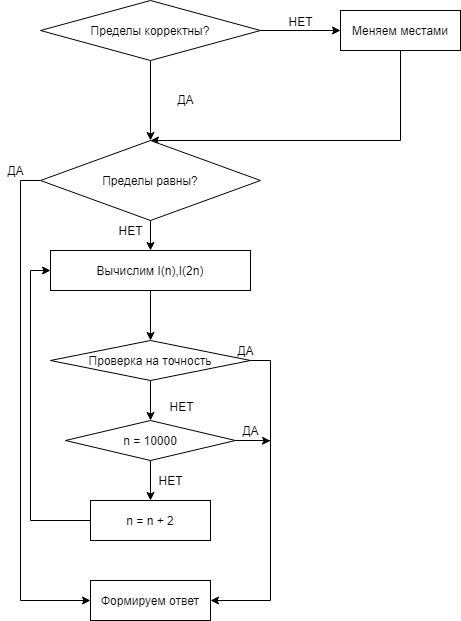 Пределы корректны?
НЕТ
Меняем местами
ДА
ДА
Пределы равны?
НЕТ
Вычислим I(n),I(2n)
ДА
Проверка на точность
НЕТ
ДА
n = 10000
НЕТ
n = n + 2
Формируем ответ